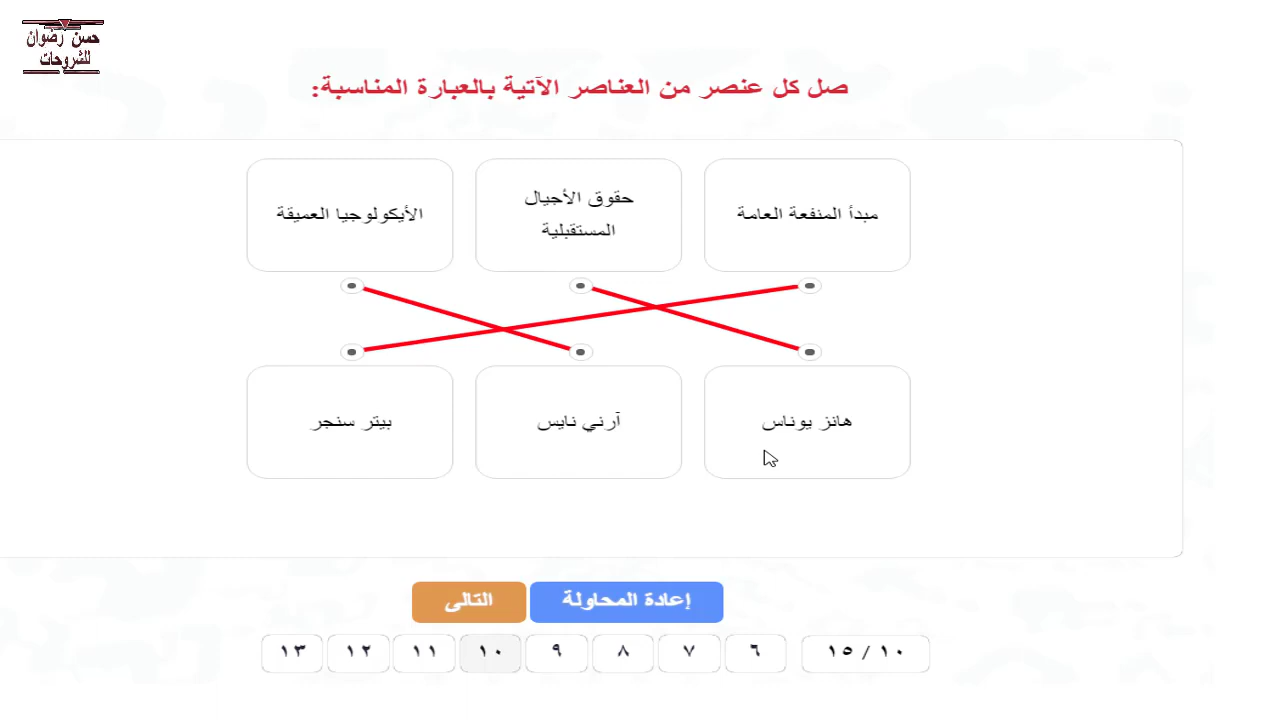 حسن رضوان
للشروحات
صل كل عنصر من العناصر الآتية بالعبارة المناسبة:
مبدأ المنفعة العامة
حقوق الأجيال
المستقبلية
الأيكولوجيا العميقة
هانز يوناس
آرني نايس
بيتر سنجر
إعادة المحاولة
التالى
١٠ / ١٥
٦
٧
٨
٩
١٠
١١
١٢
١٣